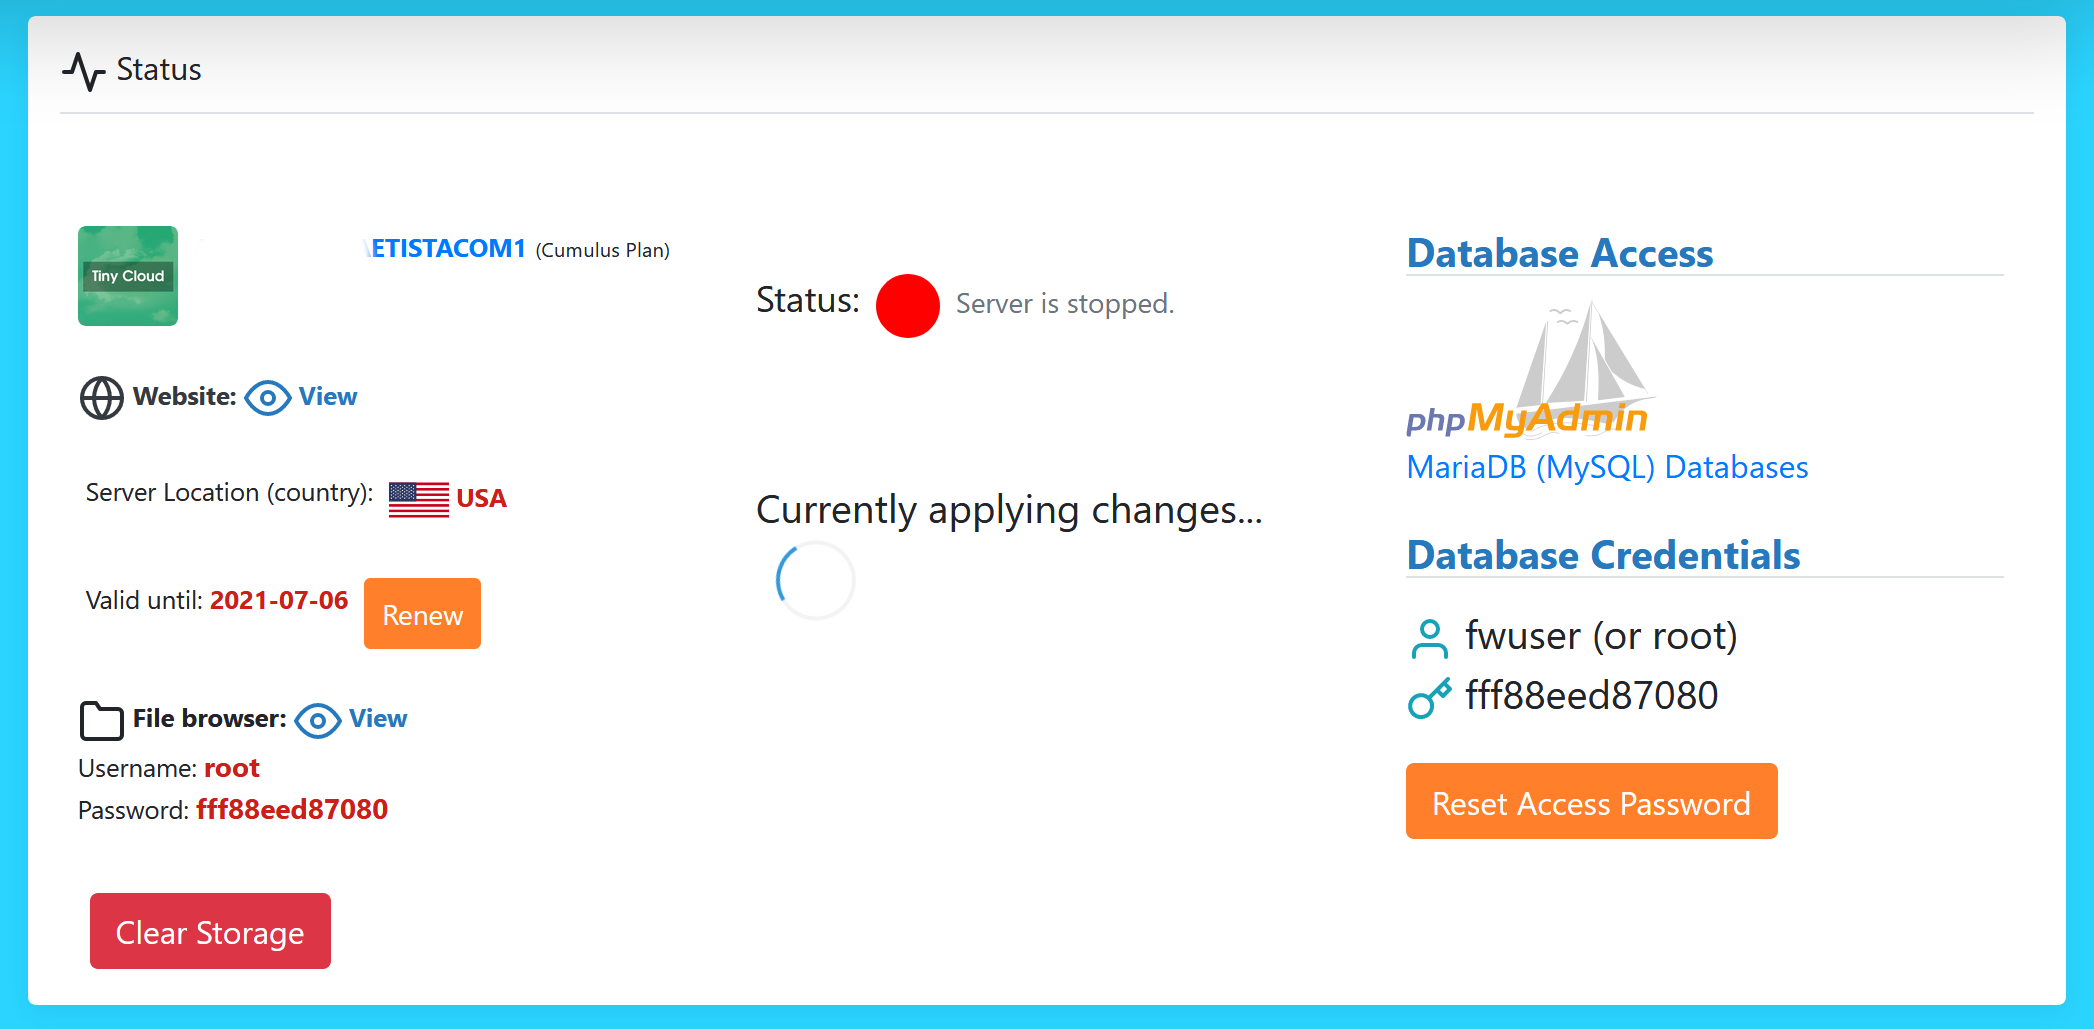 Status
Tiny Cloud
ETISTACOM1 (Cumulus Plan)
Website: View
Server Location (country): USA
Valid until: 2021-07-06 Renew
File browser: View
Username: root
Password: fff88eed87080
Clear Storage
Status: Server is stopped.
Currently applying changes...
Database Access
phpMyAdmin
MariaDB (MySQL) Databases
Database Credentials
fwuser (or root)
fff88eed87080
Reset Access Password